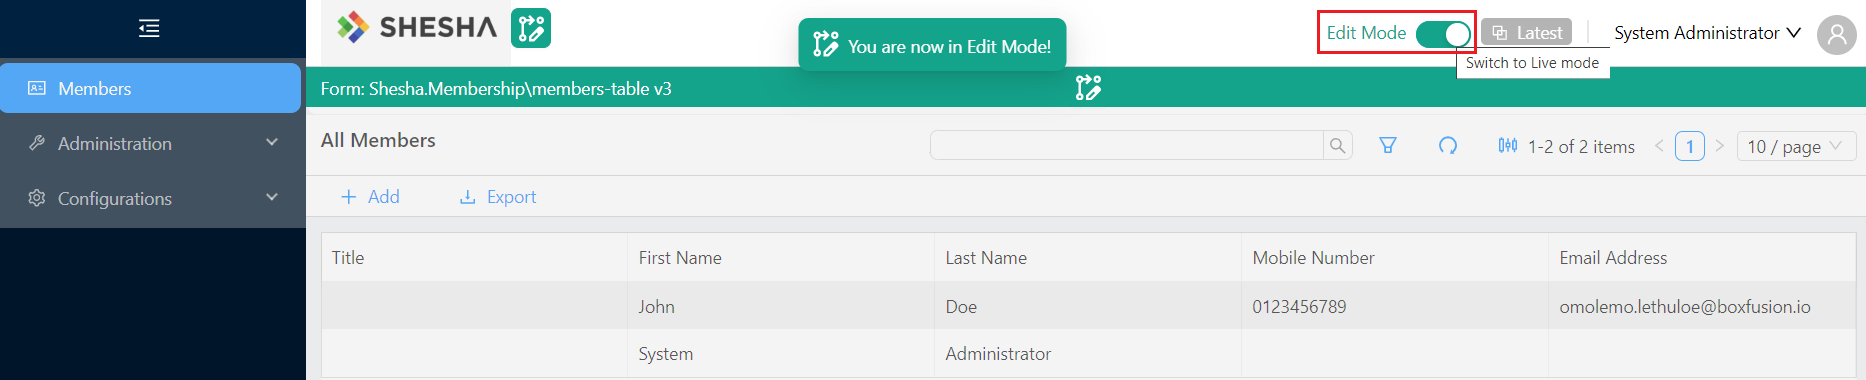 SHESHA
You are now in Edit Mode!
Edit Mode
Latest
System Administrator
Switch to Live mode
Members
Administration
Configurations
Form: Shesha.Membership\members-table v3
All Members
1-2 of 2 items < 1 > 10 / page
+ Add Export
Title First Name Last Name Mobile Number Email Address
John Doe 0123456789 omolemo.lethuloe@boxfusion.io
System Administrator